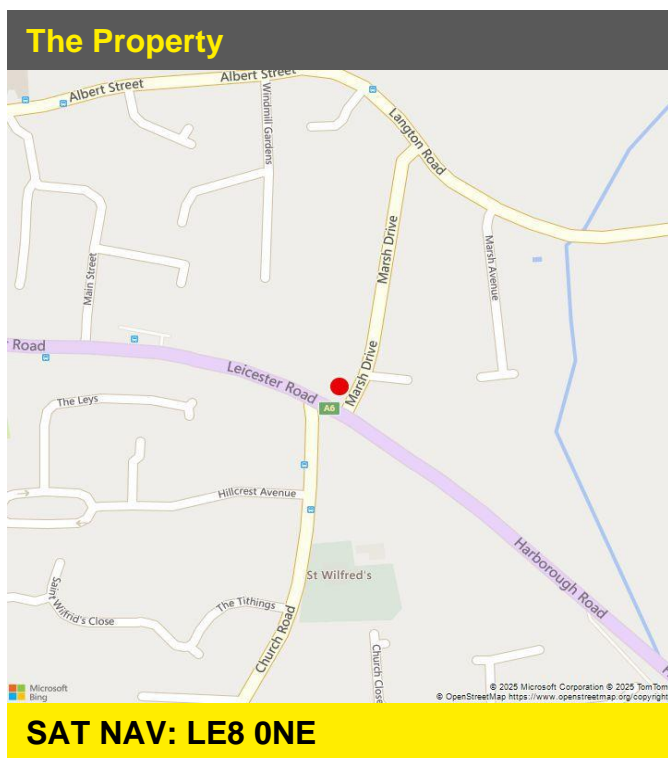 The Property
Albert Street
Albert Street
Windmill Gardens
Langton Road
Marsh Drive
Marsh Avenue
Main Street
Road
Leicester Road
Marsh Drive
A6
The Leys
Hillcrest Avenue
Harborough Road
St Wilfred's
Saint Wilfrid's Close
The Tithings
Church Road
Church Close
Microsoft
Bing
© 2025 Microsoft Corporation © 2025 TomTom
© OpenStreetMap https://www.openstreetmap.org/copyright
SAT NAV: LE8 0NE